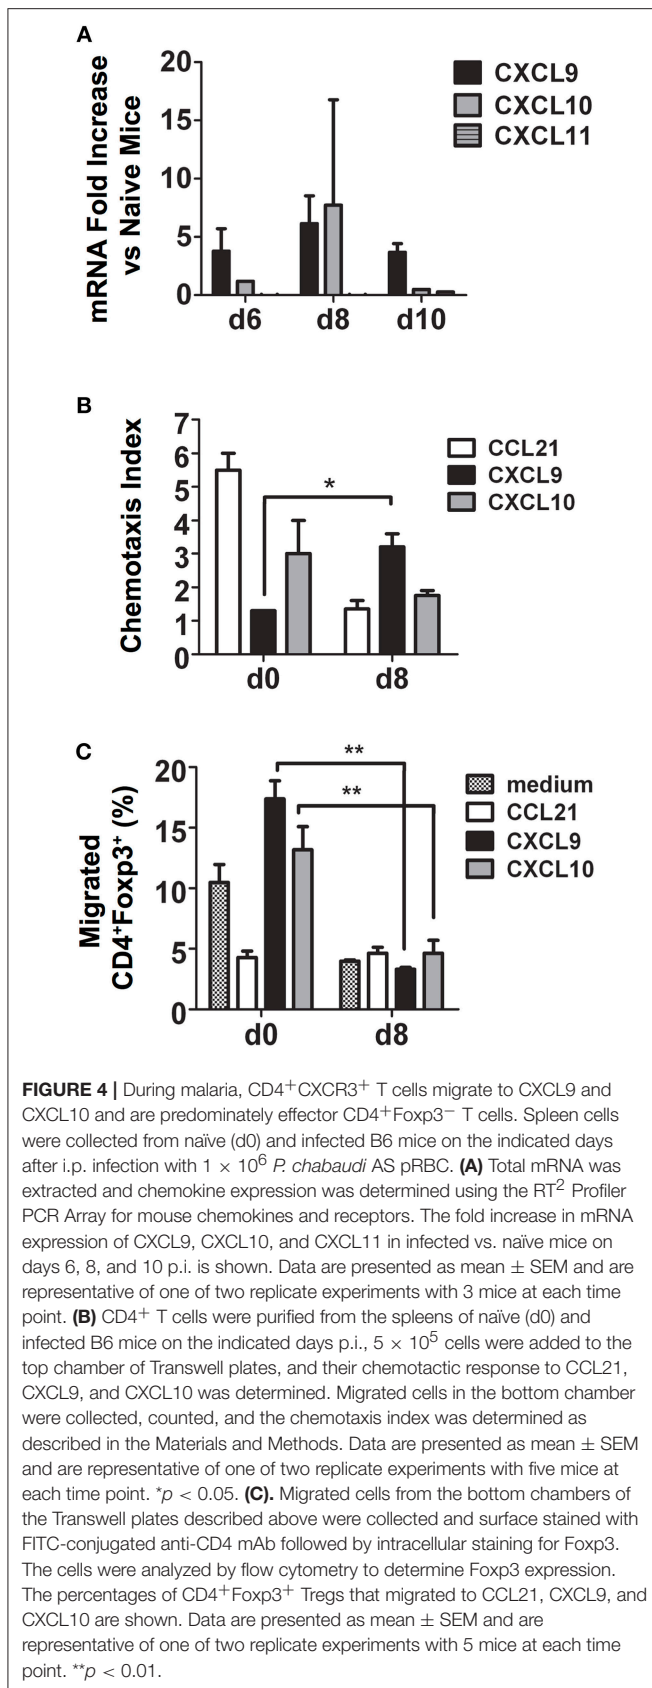 A
mRNA Fold Increase
vs Naive Mice
20
15
10
5
0
d6
d8
d10
CXCL9
CXCL10
CXCL11
B
Chemotaxis Index
7
6
5
4
3
2
1
0
*
d0
d8
CCL21
CXCL9
CXCL10
C
Migrated
CD4⁺Foxp3⁺ (%)
20
15
10
5
0
**
**
d0
d8
medium
CCL21
CXCL9
CXCL10
FIGURE 4 | During malaria, CD4⁺CXCR3⁺ T cells migrate to CXCL9 and
CXCL10 and are predominately effector CD4⁺Foxp3⁻ T cells. Spleen cells
were collected from naïve (d0) and infected B6 mice on the indicated days
after i.p. infection with 1 × 10⁶ P. chabaudi AS pRBC. (A) Total mRNA was
extracted and chemokine expression was determined using the RT² Profiler
PCR Array for mouse chemokines and receptors. The fold increase in mRNA
expression of CXCL9, CXCL10, and CXCL11 in infected vs. naïve mice on
days 6, 8, and 10 p.i. is shown. Data are presented as mean ± SEM and are
representative of one of two replicate experiments with 3 mice at each time
point. (B) CD4⁺ T cells were purified from the spleens of naïve (d0) and
infected B6 mice on the indicated days p.i., 5 × 10⁵ cells were added to the
top chamber of Transwell plates, and their chemotactic response to CCL21,
CXCL9, and CXCL10 was determined. Migrated cells in the bottom chamber
were collected, counted, and the chemotaxis index was determined as
described in the Materials and Methods. Data are presented as mean ± SEM
and are representative of one of two replicate experiments with five mice at
each time point. *p < 0.05. (C). Migrated cells from the bottom chambers of
the Transwell plates described above were collected and surface stained with
FITC-conjugated anti-CD4 mAb followed by intracellular staining for Foxp3.
The cells were analyzed by flow cytometry to determine Foxp3 expression.
The percentages of CD4⁺Foxp3⁺ Tregs that migrated to CCL21, CXCL9, and
CXCL10 are shown. Data are presented as mean ± SEM and are
representative of one of two replicate experiments with 5 mice at each time
point. **p < 0.01.